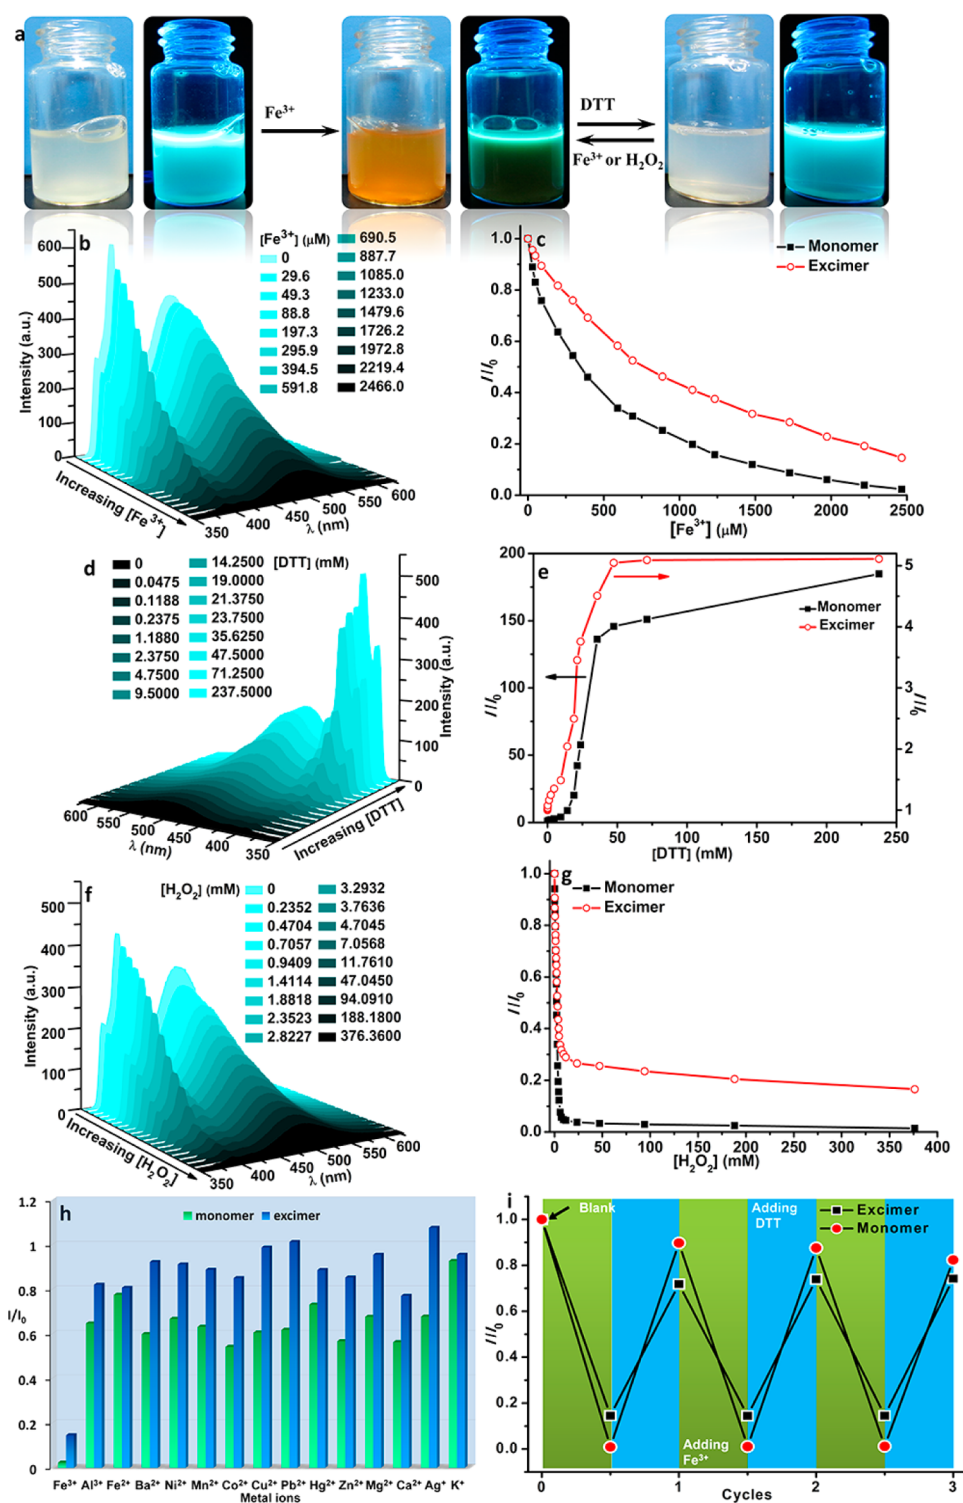 a
Fe³⁺
DTT
Fe³⁺ or H₂O₂
b
[Fe³⁺] (μM)
0
29.6
49.3
88.8
197.3
295.9
394.5
591.8
690.5
887.7
1085.0
1233.0
1479.6
1726.2
1972.8
2219.4
2466.0
Intensity (a.u.)
600
500
400
300
200
100
0
Increasing [Fe³⁺]
350
400
450
500
550
600
λ (nm)
c
Monomer
Excimer
I/I₀
1.0
0.8
0.6
0.4
0.2
0.0
0 500 1000 1500 2000 2500
[Fe³⁺] (μM)
d
[DTT] (mM)
0
0.0475
0.1188
0.2375
1.1880
2.3750
4.7500
9.5000
14.2500
19.0000
21.3750
23.7500
35.6250
47.5000
71.2500
237.5000
500
400
300
200
100
0
Intensity (a.u.)
600
550
500
450
400
350
λ (nm)
Increasing [DTT]
e
Monomer
Excimer
I/I₀
200
150
100
50
0
5
4
3
2
1
I/I₀
0 50 100 150 200 250
[DTT] (mM)
f
[H₂O₂] (mM)
0
0.2352
0.4704
0.7057
0.9409
1.4114
1.8818
2.3523
2.8227
3.2932
3.7636
4.7045
7.0568
11.7610
47.0450
94.0910
188.1800
376.3600
Intensity (a.u.)
500
400
300
200
100
0
Increasing [H₂O₂]
350
400
450
500
550
600
λ (nm)
g
Monomer
Excimer
I/I₀
1.0
0.8
0.6
0.4
0.2
0.0
0 50 100 150 200 250 300 350 400
[H₂O₂] (mM)
h
monomer excimer
I/I₀
1.2
1
0.8
0.6
0.4
0.2
0
Fe³⁺ Al³⁺ Fe²⁺ Ba²⁺ Ni²⁺ Mn²⁺ Co²⁺ Cu²⁺ Pb²⁺ Hg²⁺ Zn²⁺ Mg²⁺ Ca²⁺ Ag⁺ K⁺
Metal ions
i
Blank
Adding
DTT
Excimer
Monomer
I/I₀
1.0
0.8
0.6
0.4
0.2
0.0
Adding
Fe³⁺
0 1 2 3
Cycles